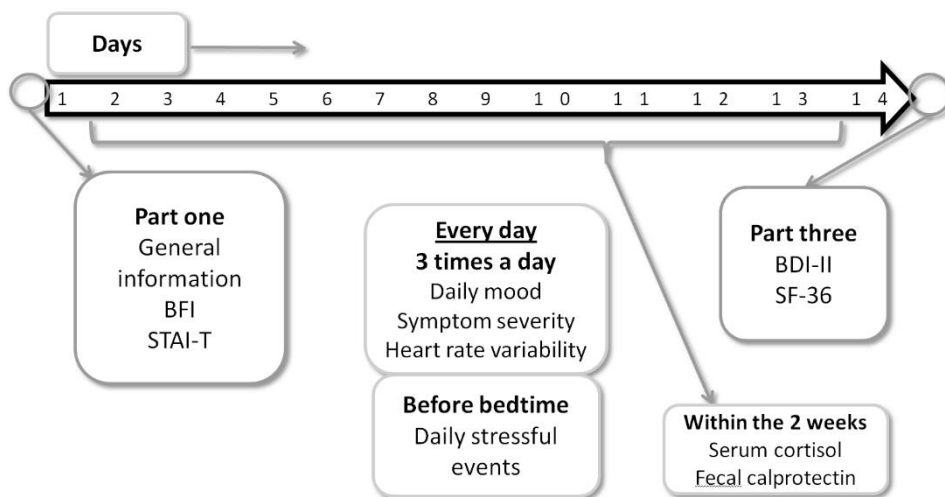 Days
1 2 3 4 5 6 7 8 9 1 0 1 1 1 2 1 3 1 4
Part one
General
information
BFI
STAI-T
Every day
3 times a day
Daily mood
Symptom severity
Heart rate variability
Before bedtime
Daily stressful
events
Part three
BDI-II
SF-36
Within the 2 weeks
Serum cortisol
Fecal calprotectin